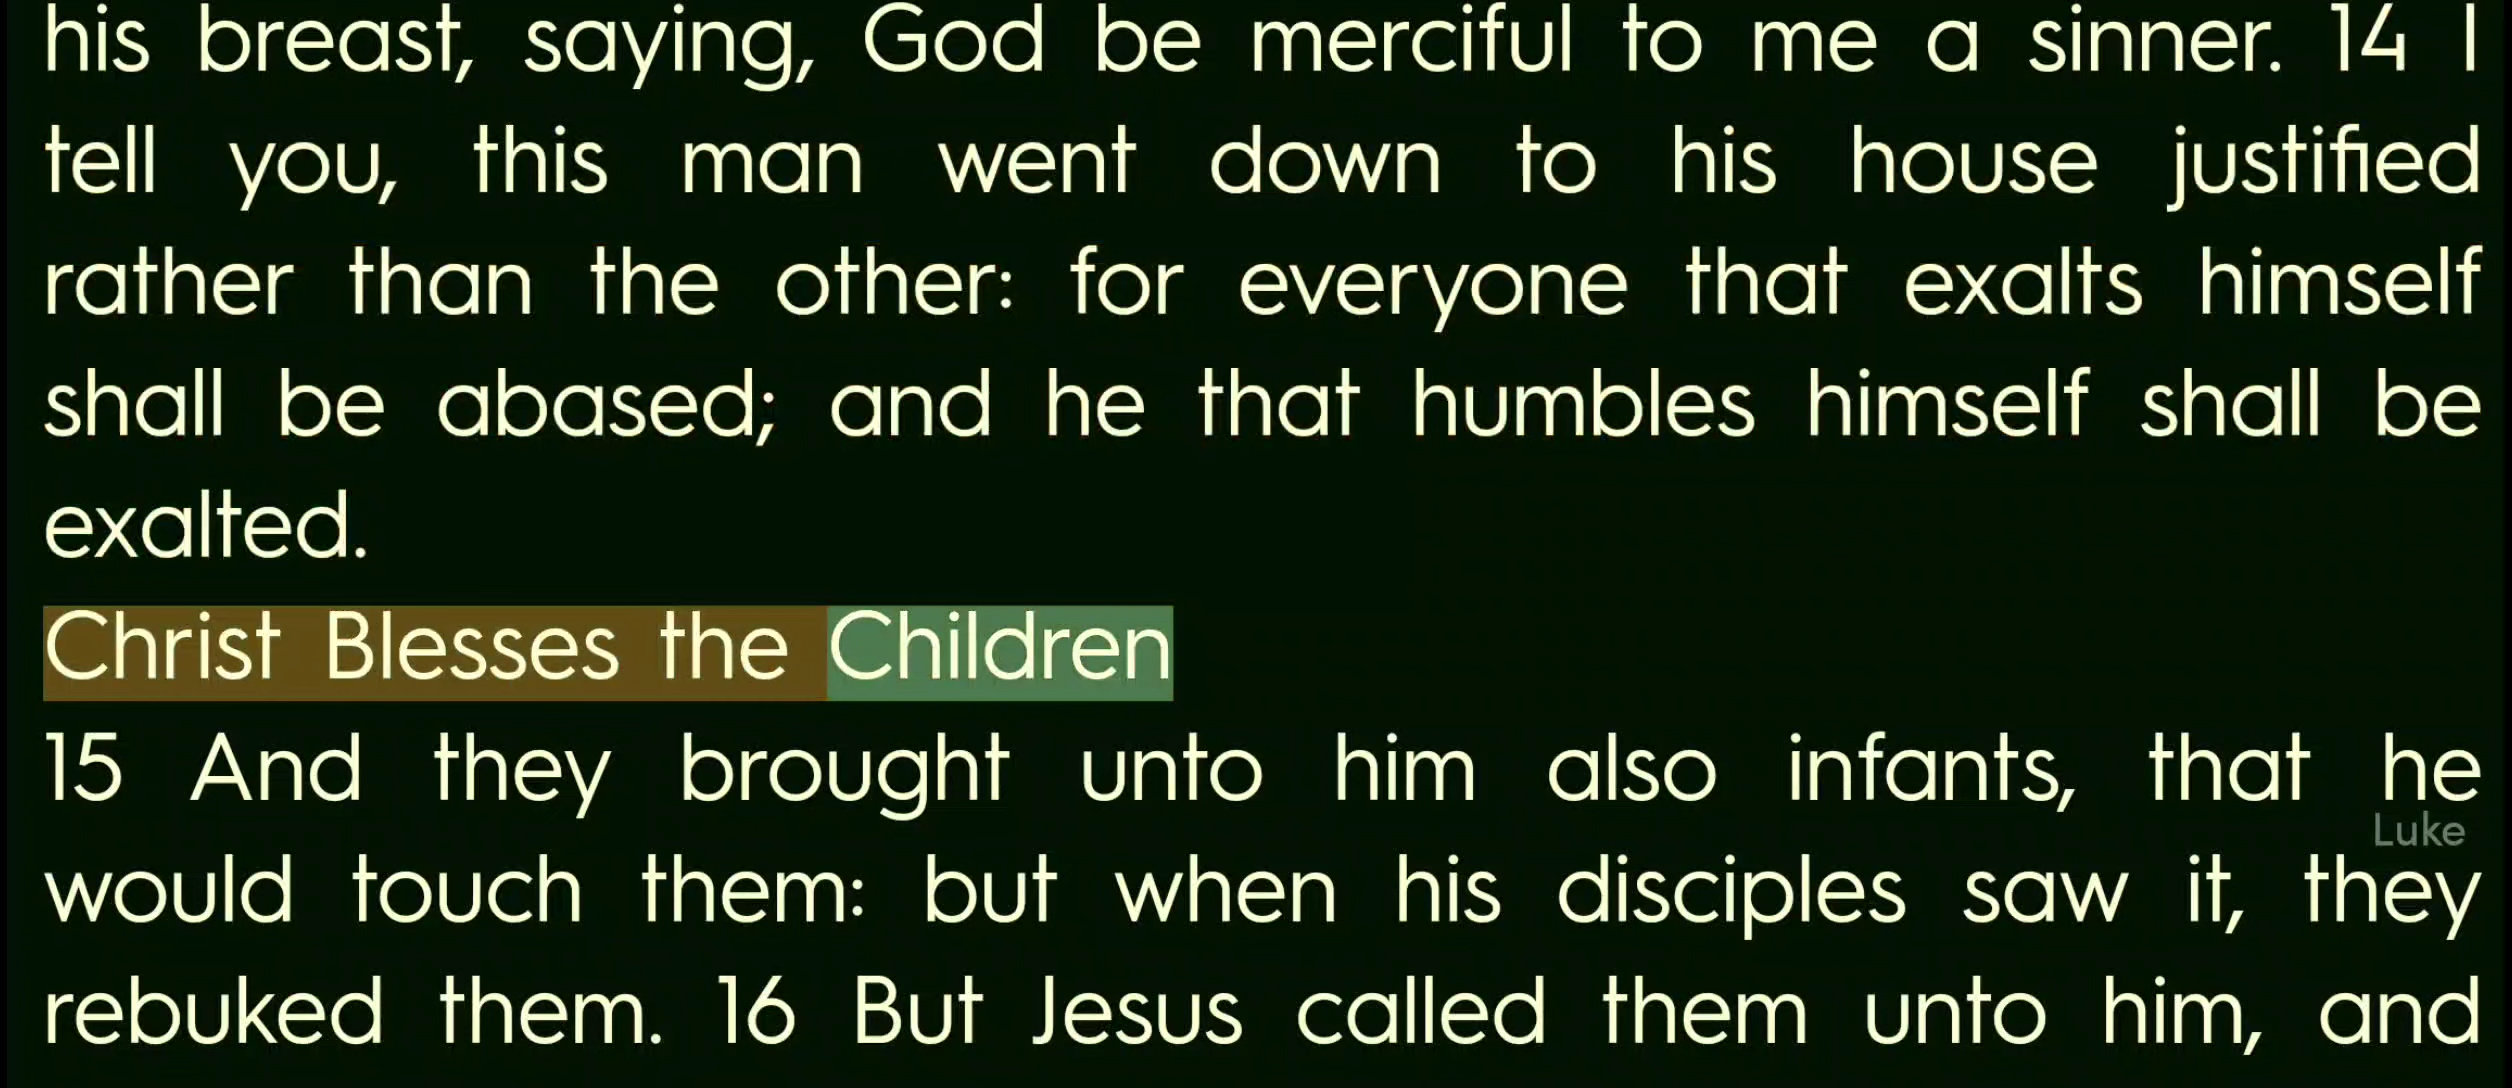 his breast, saying, God be merciful to me a sinner. 14 I
tell you, this man went down to his house justified
rather than the other: for everyone that exalts himself
shall be abased; and he that humbles himself shall be
exalted.
Christ Blesses the Children
15 And they brought unto him also infants, that he
Luke
would touch them: but when his disciples saw it, they
rebuked them. 16 But Jesus called them unto him, and